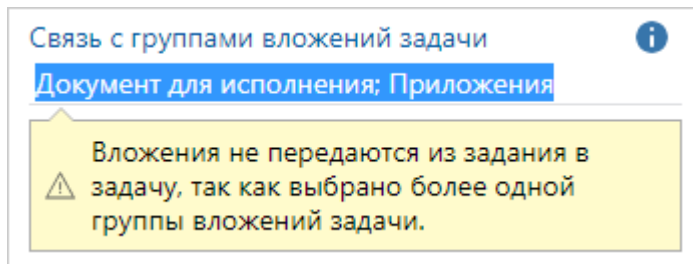 Связь с группами вложений задачи
Документ для исполнения; Приложения
Вложения не передаются из задания в
задачу, так как выбрано более одной
группы вложений задачи.